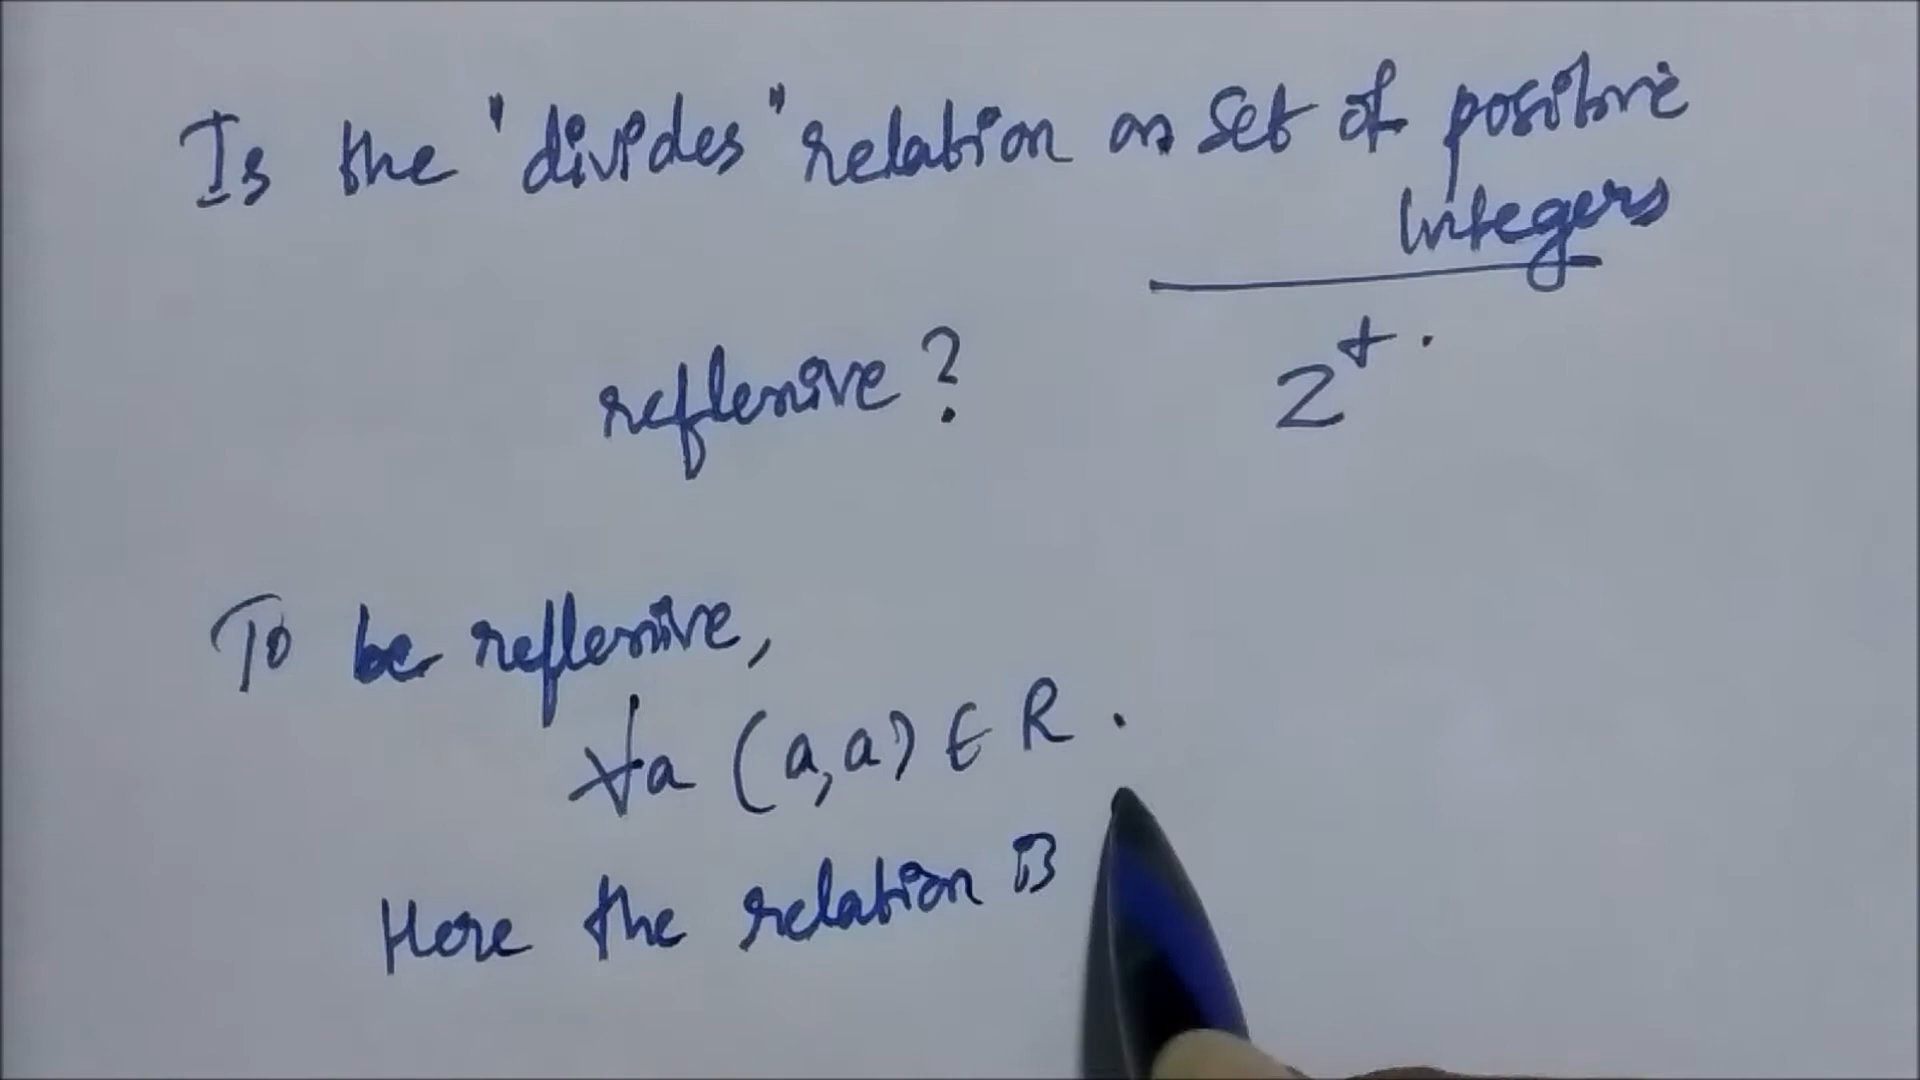 Is the "divides" relation on set of positive
integers
Z⁺.
reflexive?
To be reflexive,
∀a (a,a) ∈ R.
Here the relation is